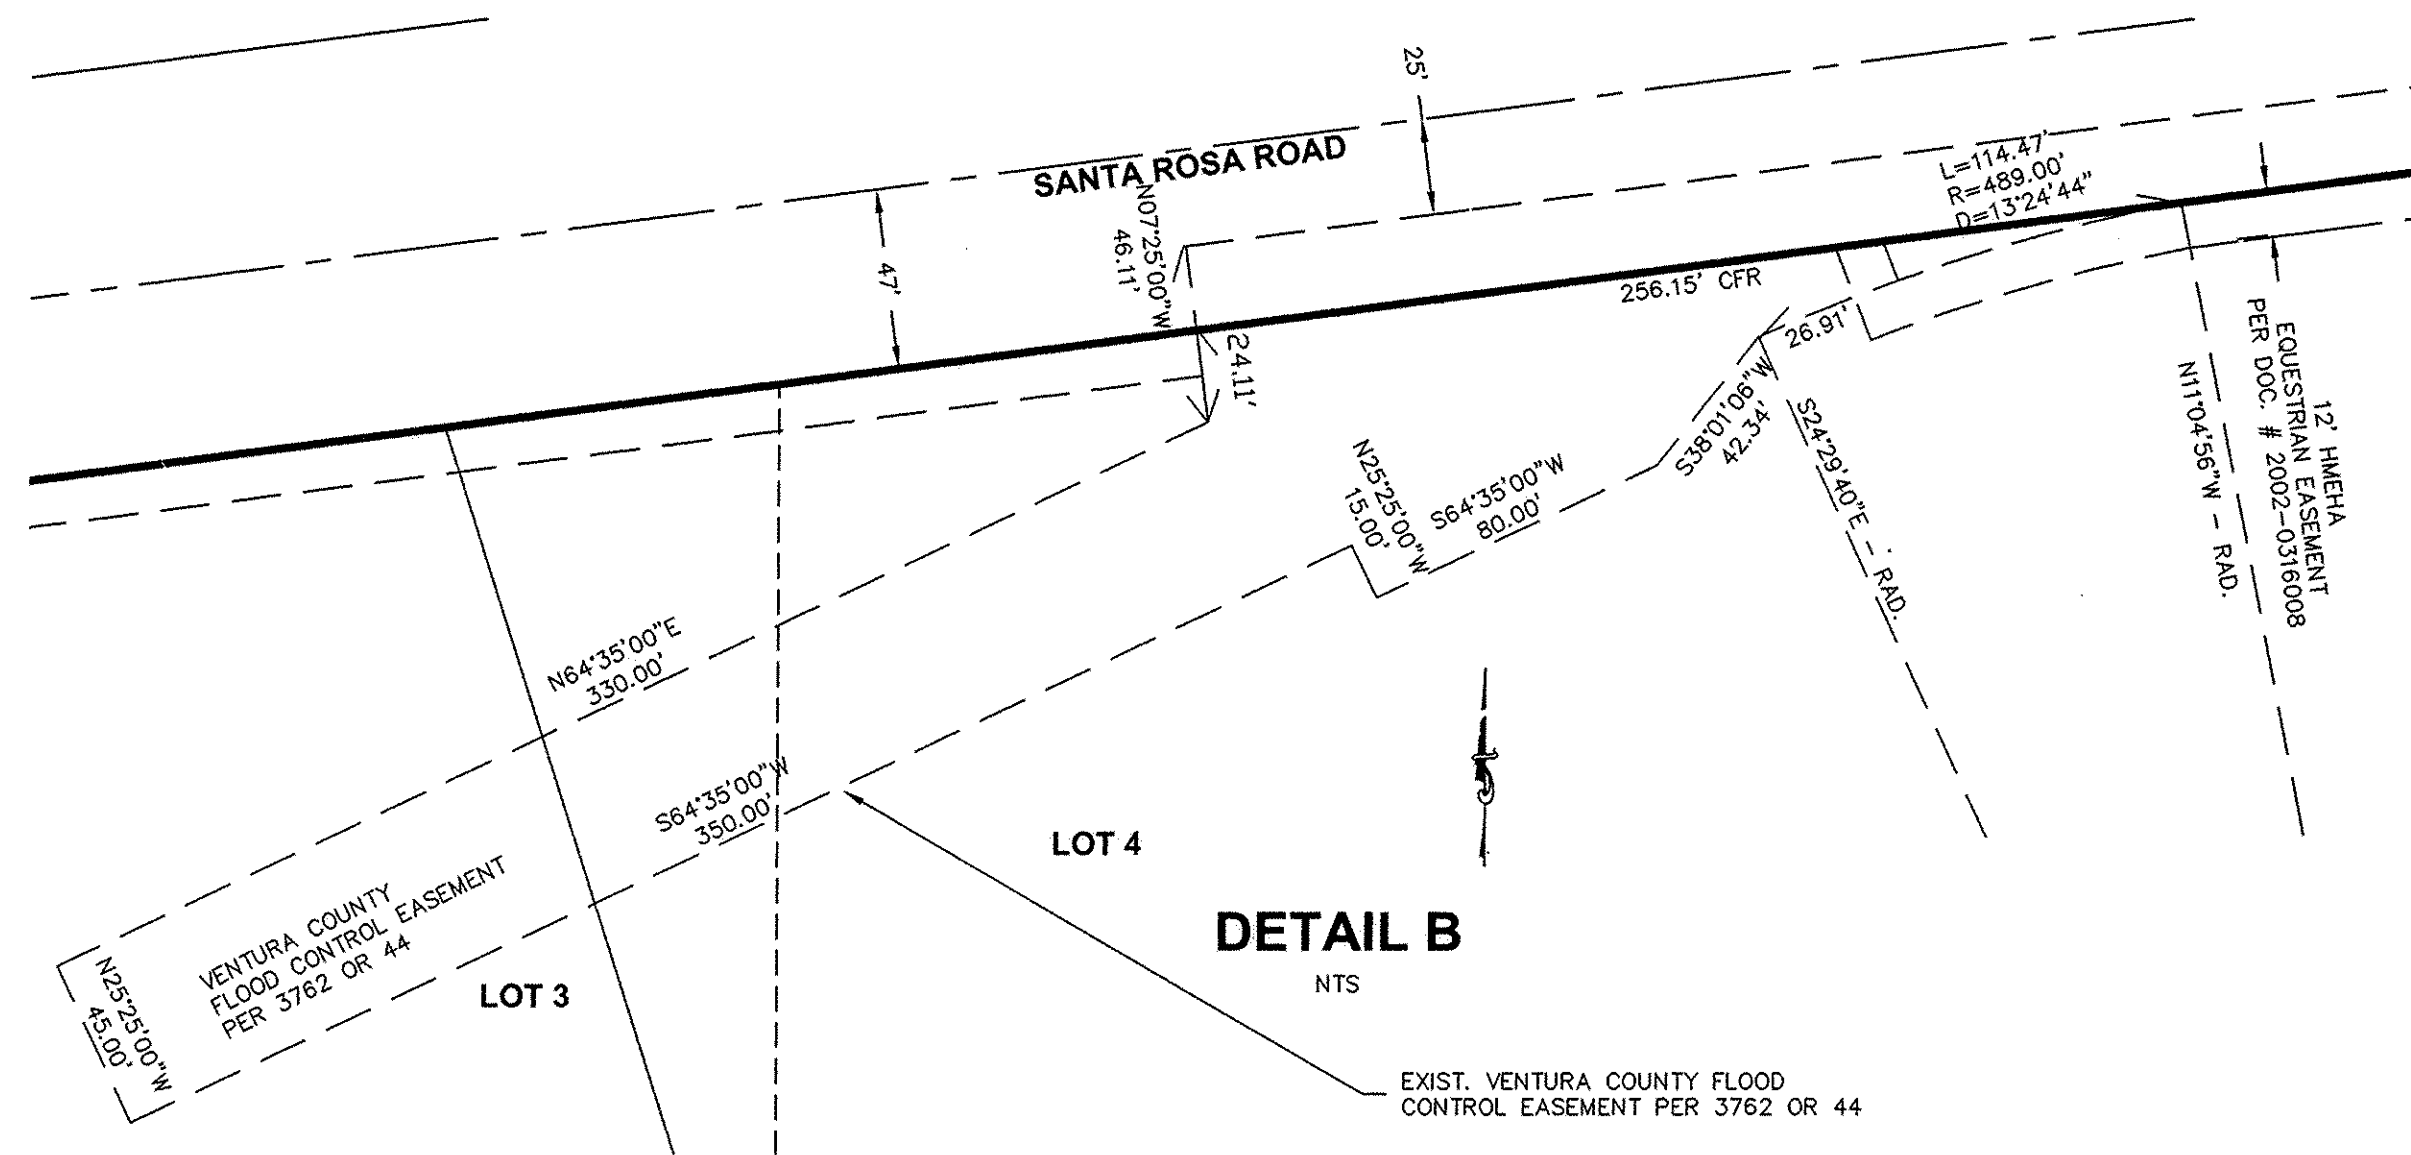 25'
SANTA ROSA ROAD
L=114.47'
R=489.00'
D=13°24'44"
N07°25'00"W
46.11'
47'
256.15' CFR
24.11'
26.91'
12' HMEHA
EQUESTRIAN EASEMENT
PER DOC. # 2002-0316008
N11°04'56"W - RAD.
S24°29'40"E - RAD.
S38°01'06"W
42.34'
N25°25'00"W
15.00'
S64°35'00"W
80.00'
N64°35'00"E
330.00'
S64°35'00"W
350.00'
LOT 4
VENTURA COUNTY
FLOOD CONTROL EASEMENT
PER 3762 OR 44
N25°25'00"W
45.00'
LOT 3
DETAIL B
NTS
EXIST. VENTURA COUNTY FLOOD
CONTROL EASEMENT PER 3762 OR 44